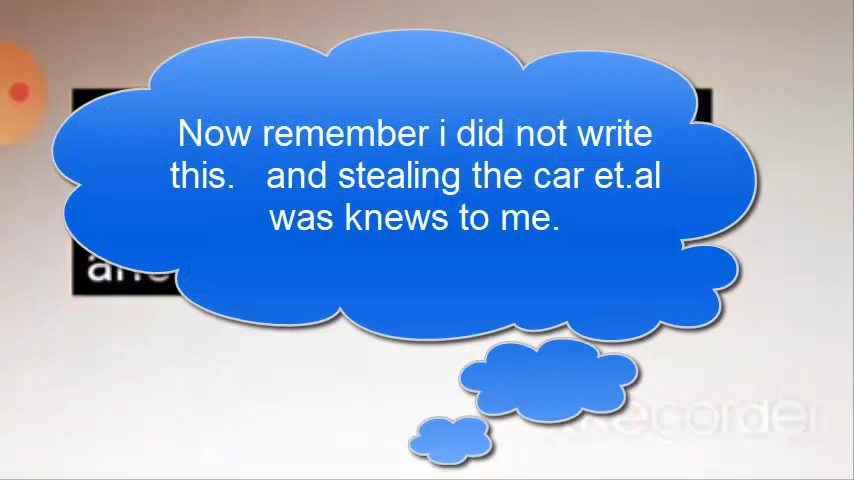 Now remember i did not write
this.   and stealing the car et.al
was knews to me.